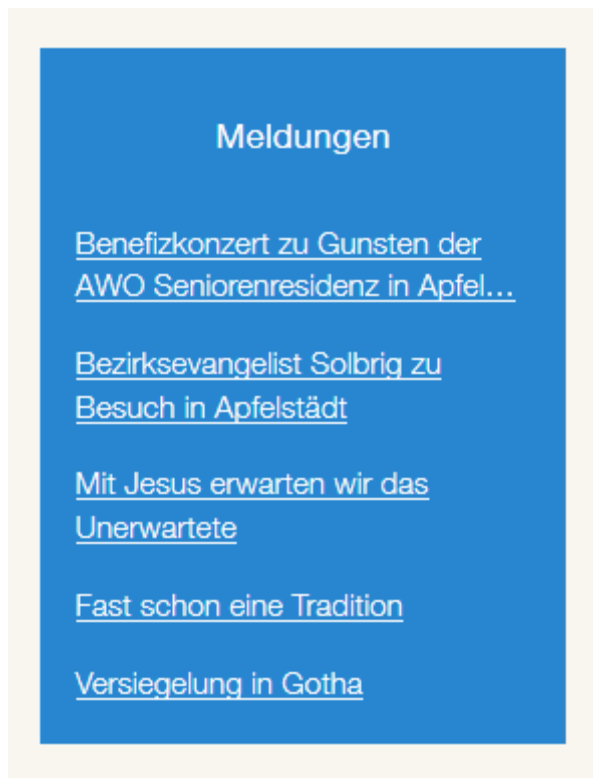 Meldungen
Benefizkonzert zu Gunsten der
AWO Seniorenresidenz in Apfel...
Bezirksevangelist Solbrig zu
Besuch in Apfelstädt
Mit Jesus erwarten wir das
Unerwartete
Fast schon eine Tradition
Versiegelung in Gotha